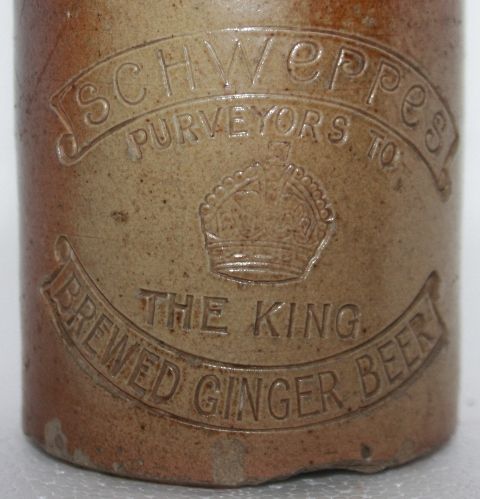 SCHWEPPES
PURVEYORS TO
THE KING
BREWED GINGER BEER